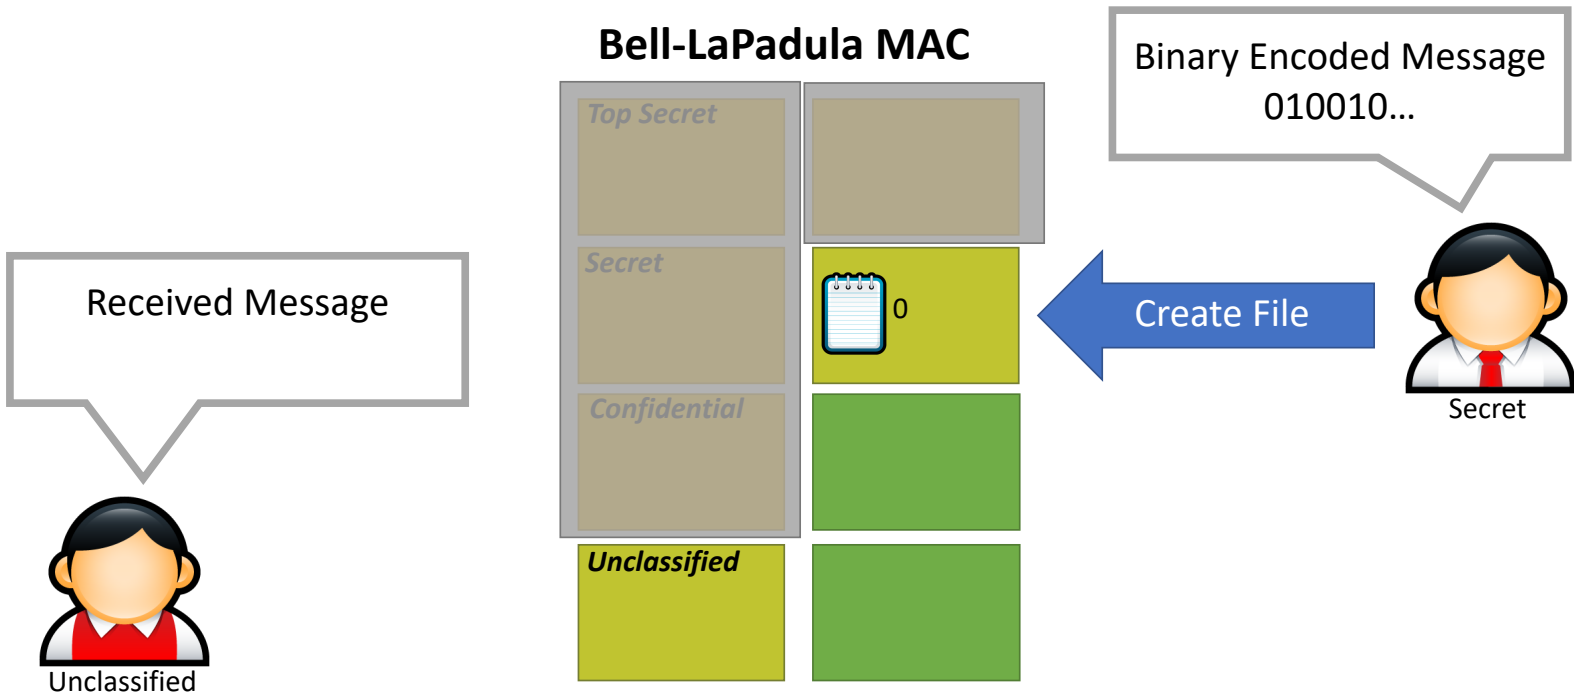 Bell-LaPadula MAC
Binary Encoded Message
010010…
Top Secret
Secret
0
Create File
Received Message
Confidential
Secret
Unclassified
Unclassified